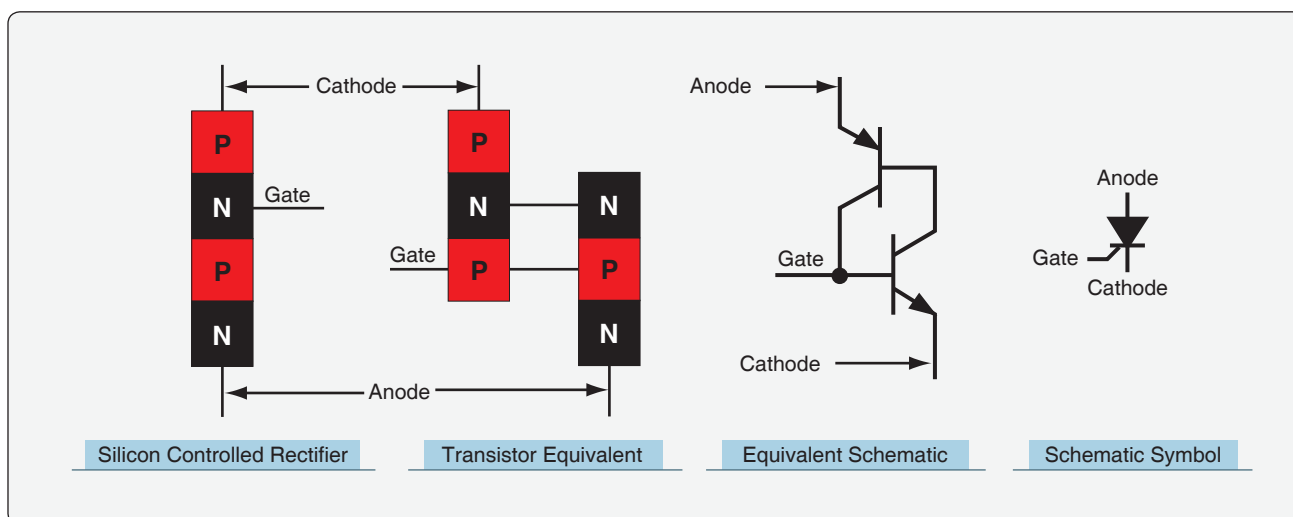 Cathode
P
N
Gate
P
N
P
N
N
Gate
P
P
N
Anode
Anode
Gate
Cathode
Anode
Gate
Cathode
Silicon Controlled Rectifier
Transistor Equivalent
Equivalent Schematic
Schematic Symbol